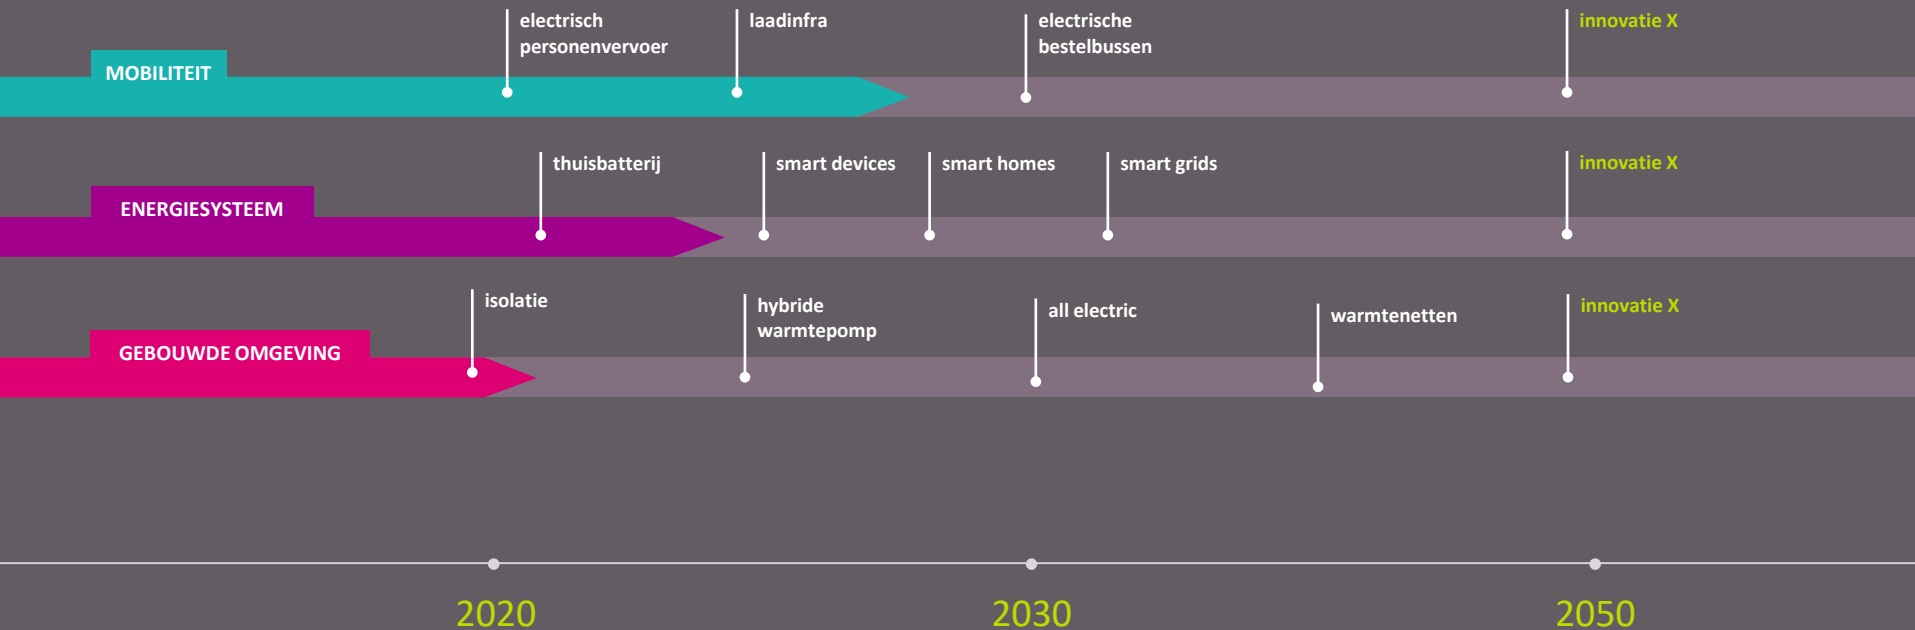 electrisch
personenvervoer
laadinfra
electrische
bestelbussen
innovatie X
MOBILITEIT
thuisbatterij
smart devices
smart homes
smart grids
innovatie X
ENERGIESYSTEEM
isolatie
hybride
warmtepomp
all electric
warmtenetten
innovatie X
GEBOUWDE OMGEVING
2020
2030
2050